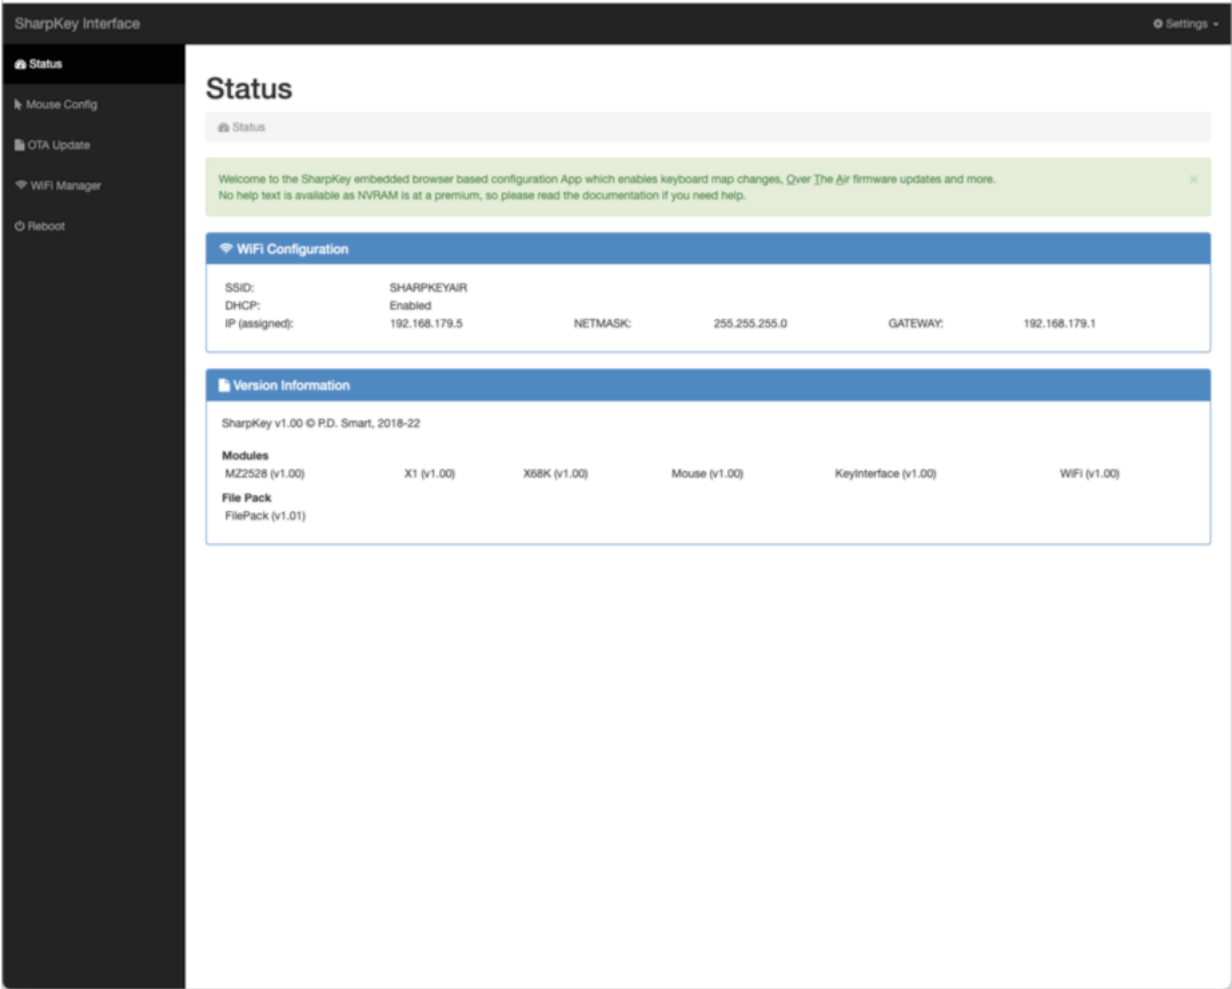 SharpKey Interface
Settings
Status
Mouse Config
OTA Update
WiFi Manager
Reboot
Status
Status
Welcome to the SharpKey embedded browser based configuration App which enables keyboard map changes, Over The Air firmware updates and more.
No help text is available as NVRAM is at a premium, so please read the documentation if you need help.
×
WiFi Configuration
SSID: SHARPKEYAIR
DHCP: Enabled
IP (assigned): 192.168.179.5 NETMASK: 255.255.255.0 GATEWAY: 192.168.179.1
Version Information
SharpKey v1.00 © P.D. Smart, 2018-22
Modules
MZ2528 (v1.00) X1 (v1.00) X68K (v1.00) Mouse (v1.00) KeyInterface (v1.00) WiFi (v1.00)
File Pack
FilePack (v1.01)